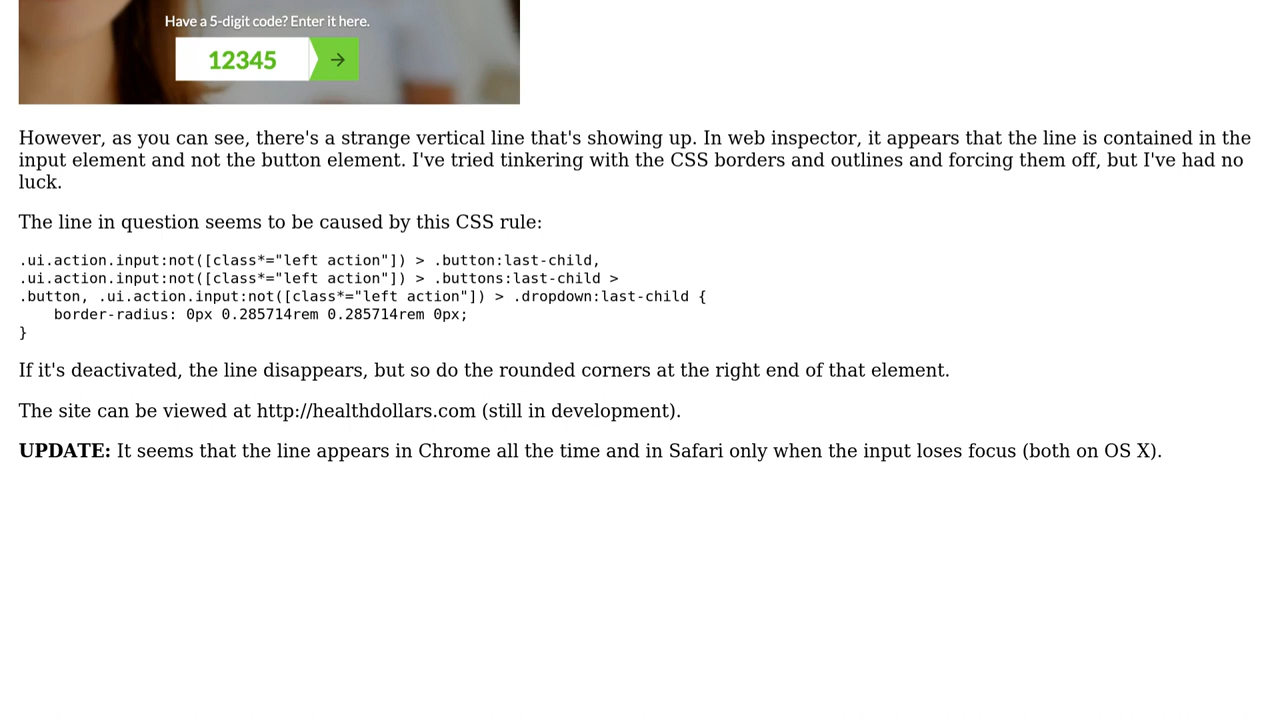 Have a 5-digit code? Enter it here.
12345
However, as you can see, there's a strange vertical line that's showing up. In web inspector, it appears that the line is contained in the
input element and not the button element. I've tried tinkering with the CSS borders and outlines and forcing them off, but I've had no
luck.
The line in question seems to be caused by this CSS rule:
.ui.action.input:not([class*="left action"]) > .button:last-child,
.ui.action.input:not([class*="left action"]) > .buttons:last-child >
.button, .ui.action.input:not([class*="left action"]) > .dropdown:last-child {
    border-radius: 0px 0.285714rem 0.285714rem 0px;
}
If it's deactivated, the line disappears, but so do the rounded corners at the right end of that element.
The site can be viewed at http://healthdollars.com (still in development).
UPDATE: It seems that the line appears in Chrome all the time and in Safari only when the input loses focus (both on OS X).